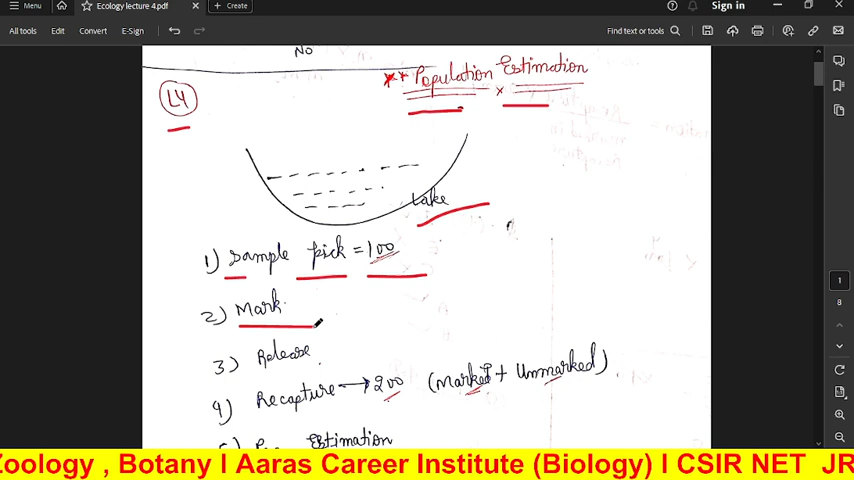 Menu
Ecology lecture 4.pdf
× + Create
? Sign in
All tools Edit Convert E-Sign
Find text or tools
No
L4
** Population Estimation
Lake
1) Sample pick = 100
2) Mark
3) Release
4) Recapture → 200 (Marked + Unmarked)
Estimation
1
8
Zoology , Botany l Aaras Career Institute (Biology) l CSIR NET JR